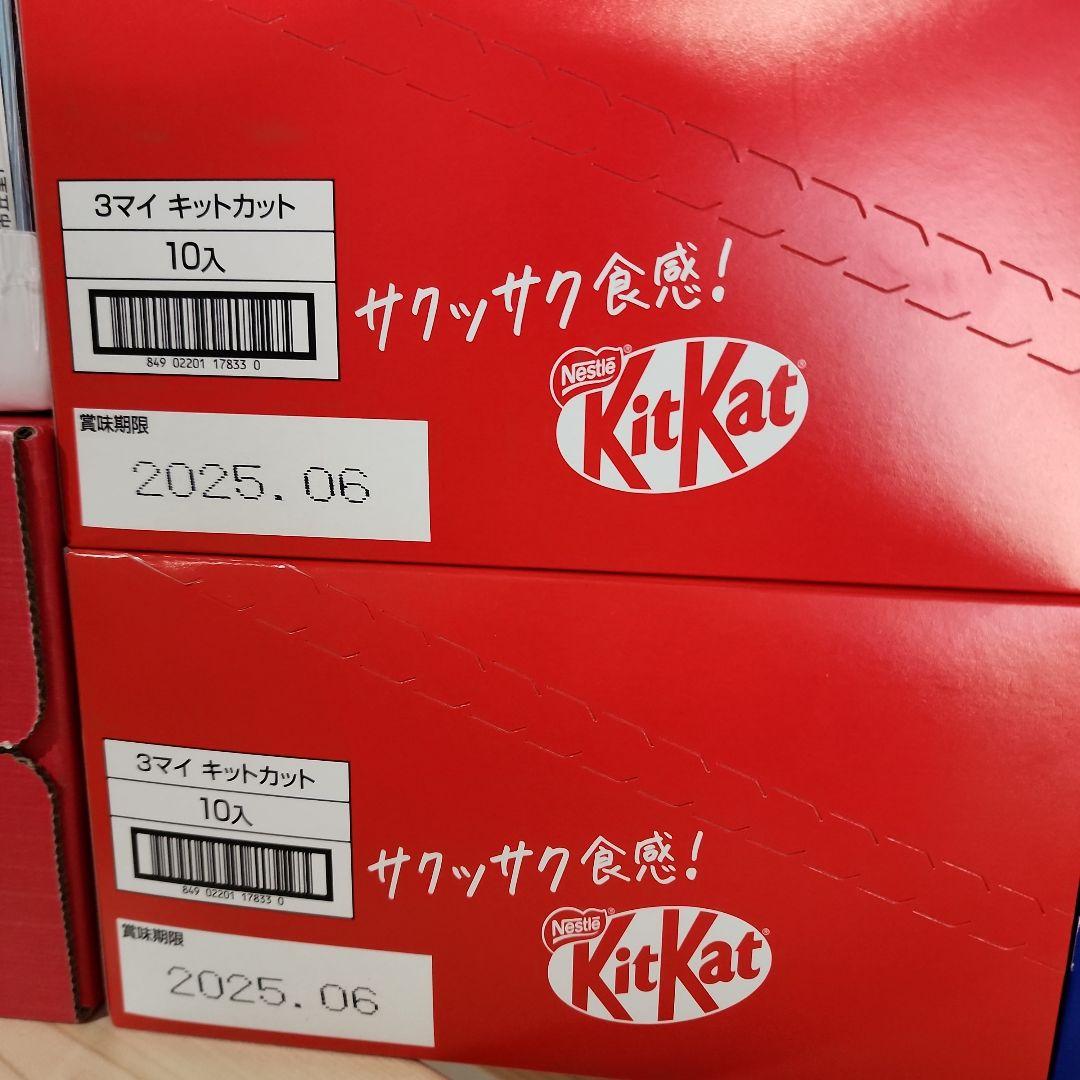 3マイ キットカット
10入
849 02201 17833 0
サクッサク食感!
Nestlé®
KitKat®
賞味期限
2025.06
3マイ キットカット
10入
849 02201 17833 0
サクッサク食感!
Nestlé®
KitKat®
賞味期限
2025.06